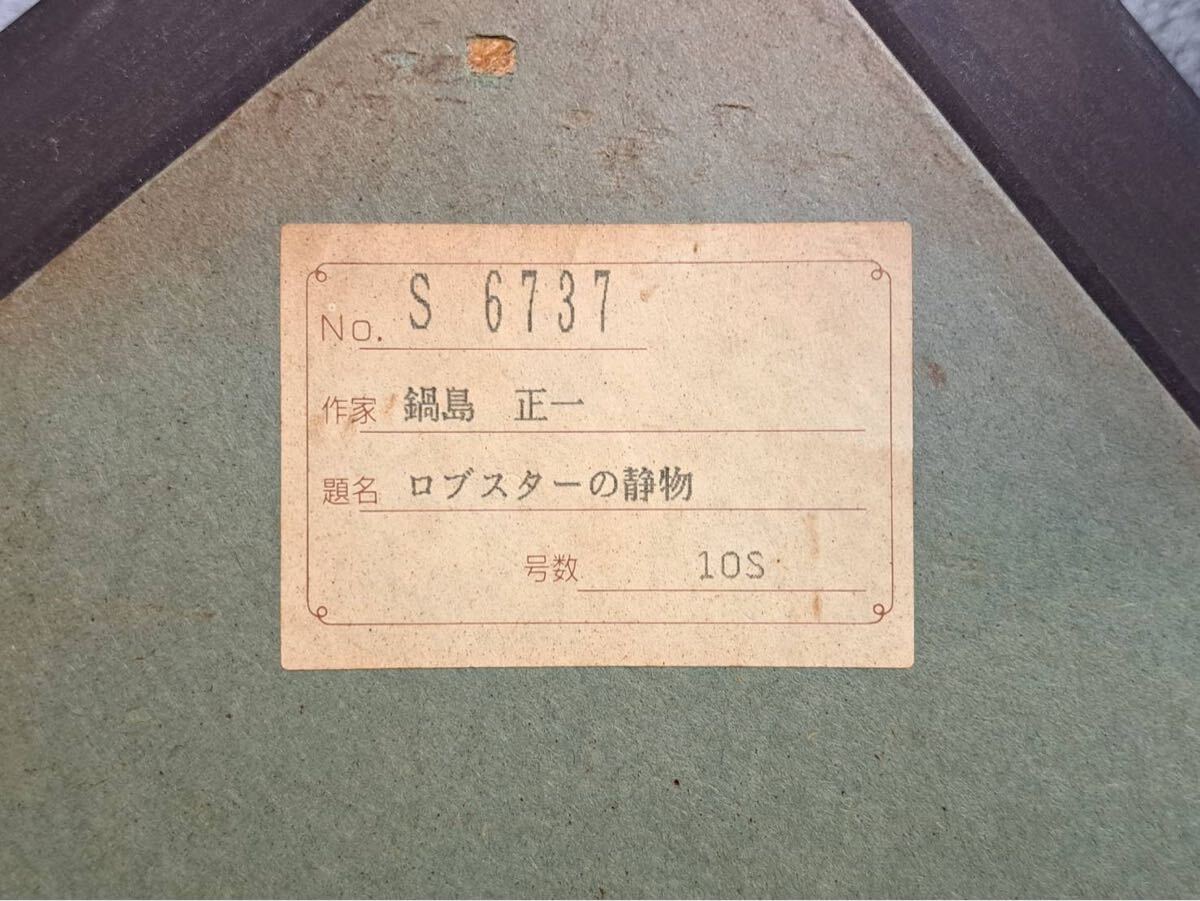 No. S 6737
作家 鍋島 正一
題名 ロブスターの静物
号数 10S